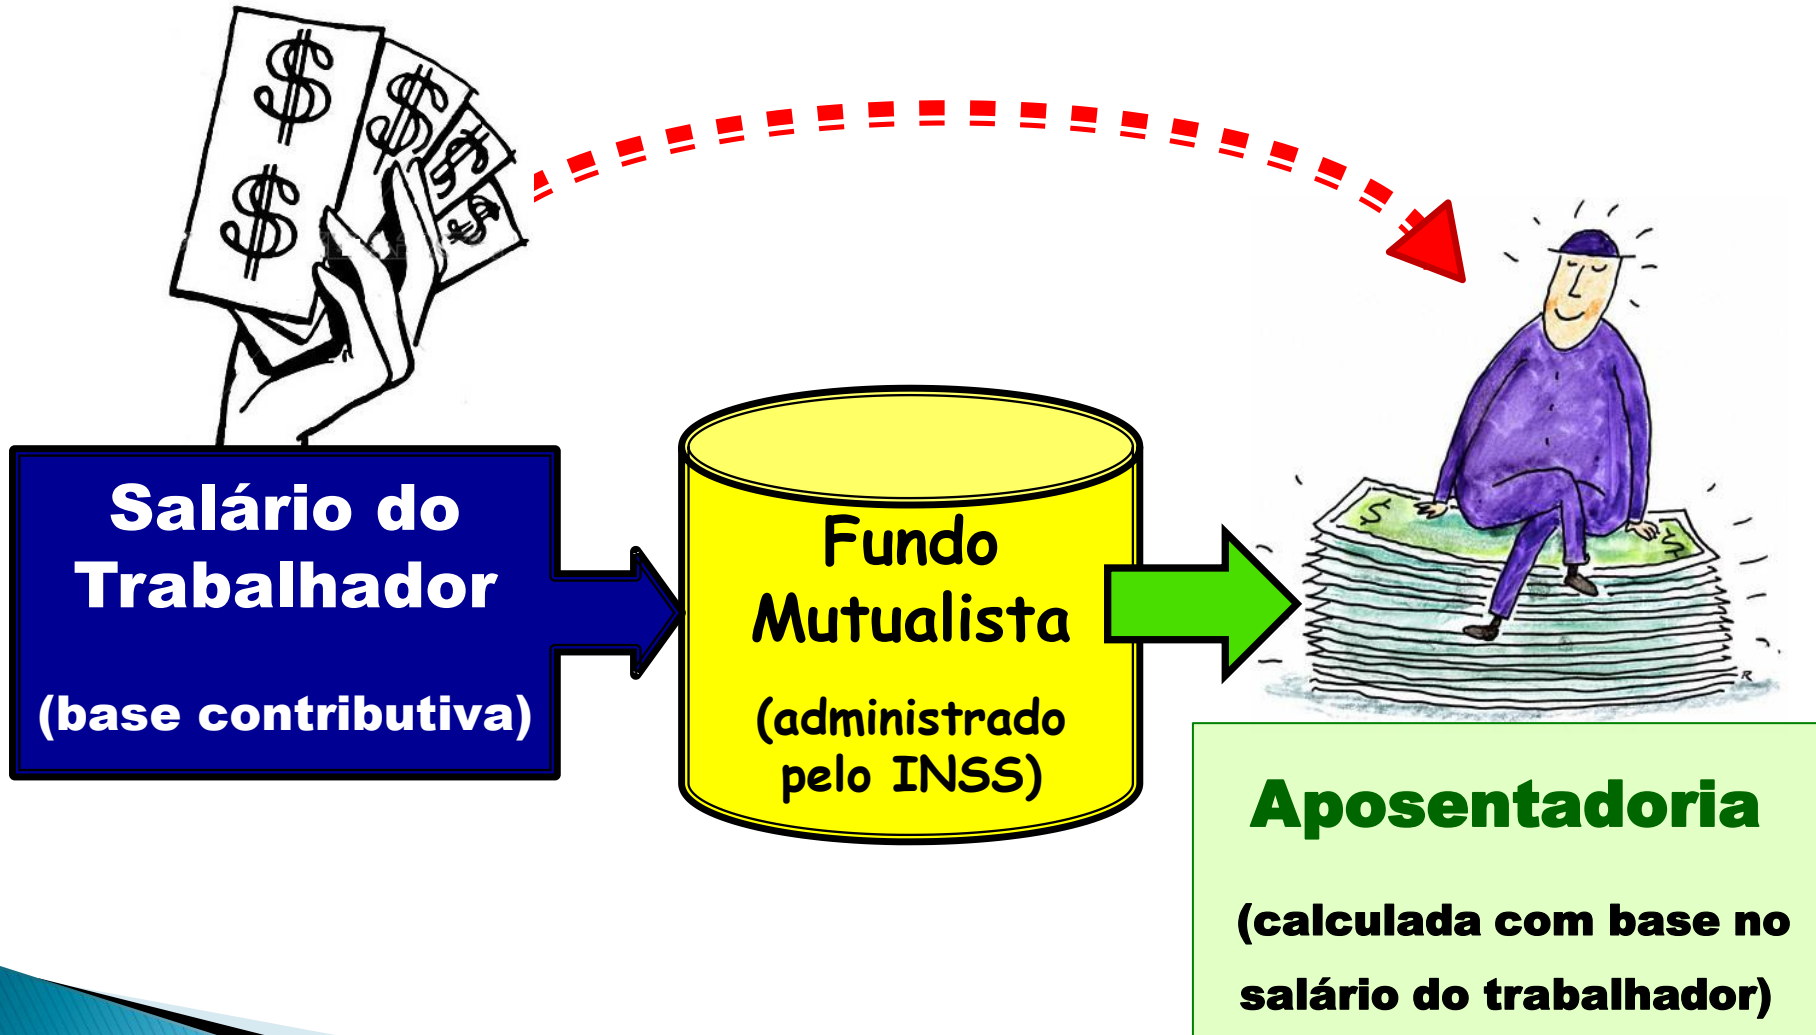 Salário do
Trabalhador
(base contributiva)
Fundo
Mutualista
(administrado
pelo INSS)
Aposentadoria
(calculada com base no
salário do trabalhador)